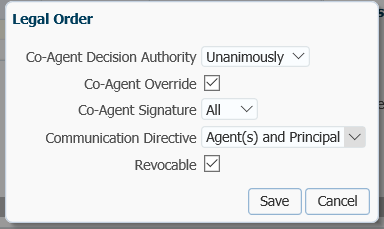 Legal Order
Co-Agent Decision Authority Unanimously
Co-Agent Override
Co-Agent Signature All
Communication Directive Agent(s) and Principal
Revocable
Save Cancel